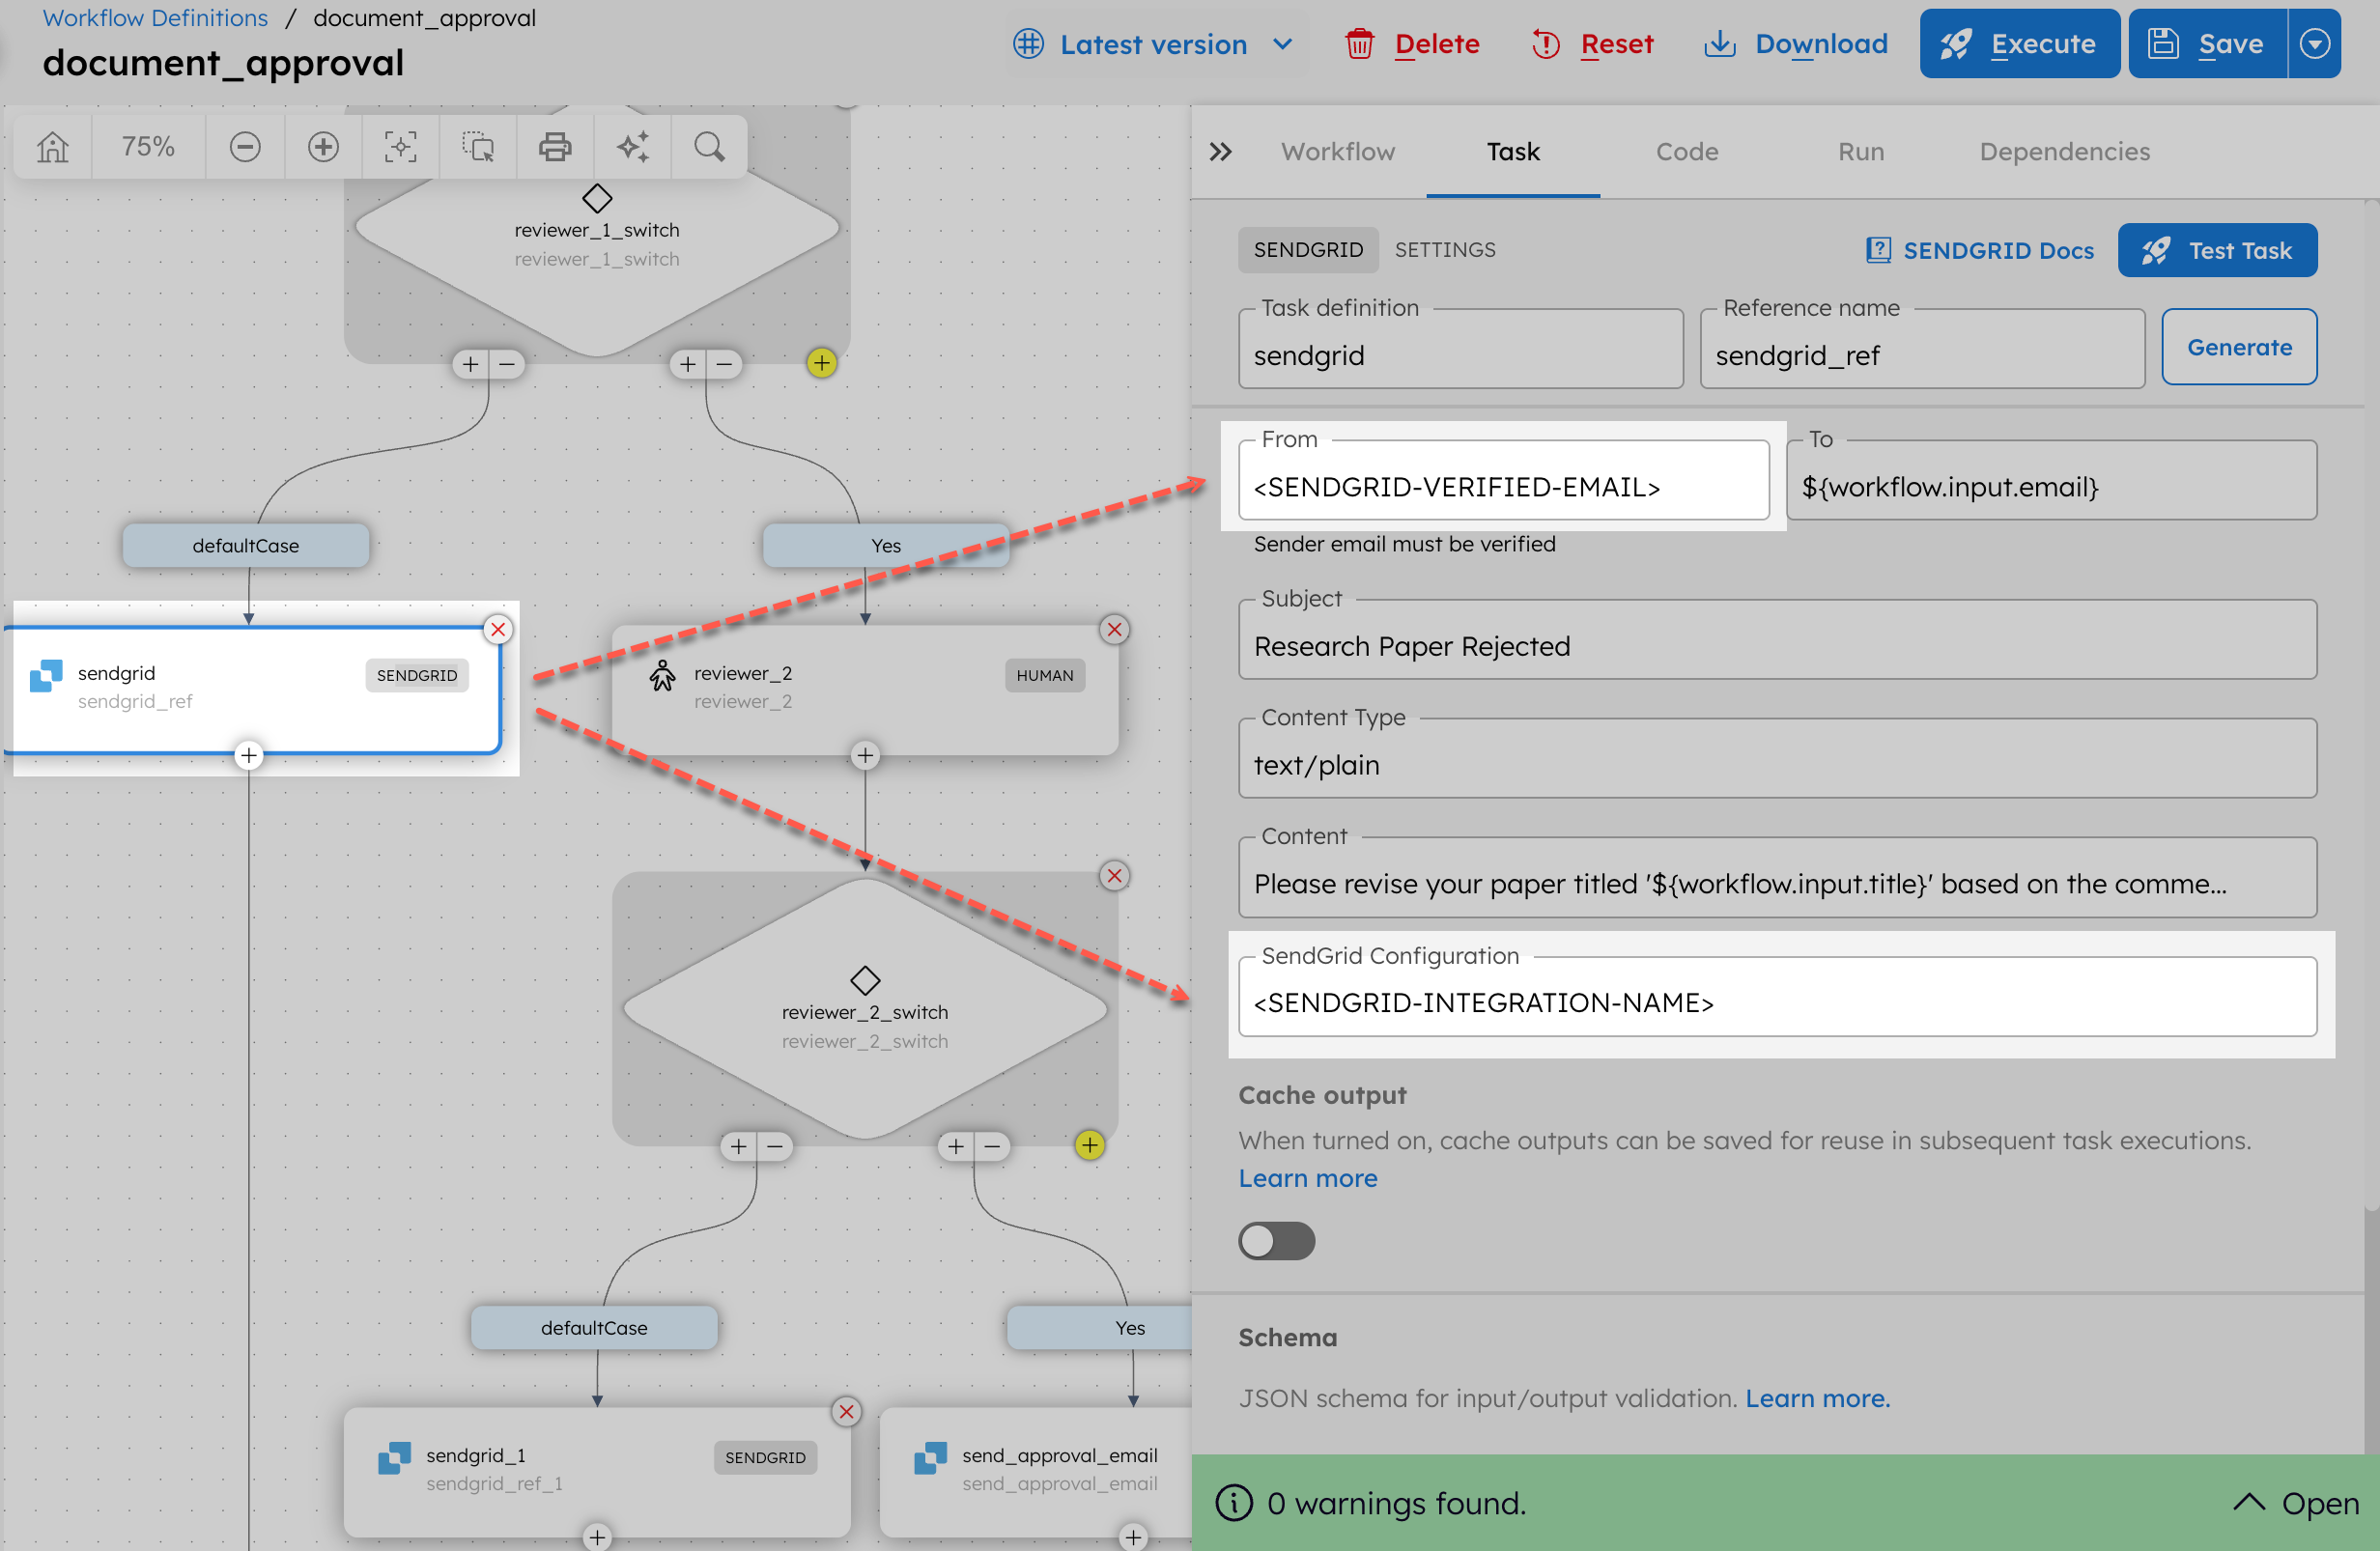 Workflow Definitions / document_approval
document_approval
Latest version
Delete
Reset
Download
Execute
Save
75%
Workflow
Task
Code
Run
Dependencies
reviewer_1_switch
reviewer_1_switch
defaultCase
Yes
sendgrid
SENDGRID
sendgrid_ref
reviewer_2
HUMAN
reviewer_2
reviewer_2_switch
reviewer_2_switch
defaultCase
Yes
sendgrid_1
SENDGRID
sendgrid_ref_1
send_approval_email
send_approval_email
SENDGRID
SETTINGS
SENDGRID Docs
Test Task
Task definition
sendgrid
Reference name
sendgrid_ref
Generate
From
<SENDGRID-VERIFIED-EMAIL>
To
${workflow.input.email}
Sender email must be verified
Subject
Research Paper Rejected
Content Type
text/plain
Content
Please revise your paper titled '${workflow.input.title}' based on the comme...
SendGrid Configuration
<SENDGRID-INTEGRATION-NAME>
Cache output
When turned on, cache outputs can be saved for reuse in subsequent task executions.
Learn more
Schema
JSON schema for input/output validation. Learn more.
0 warnings found.
Open